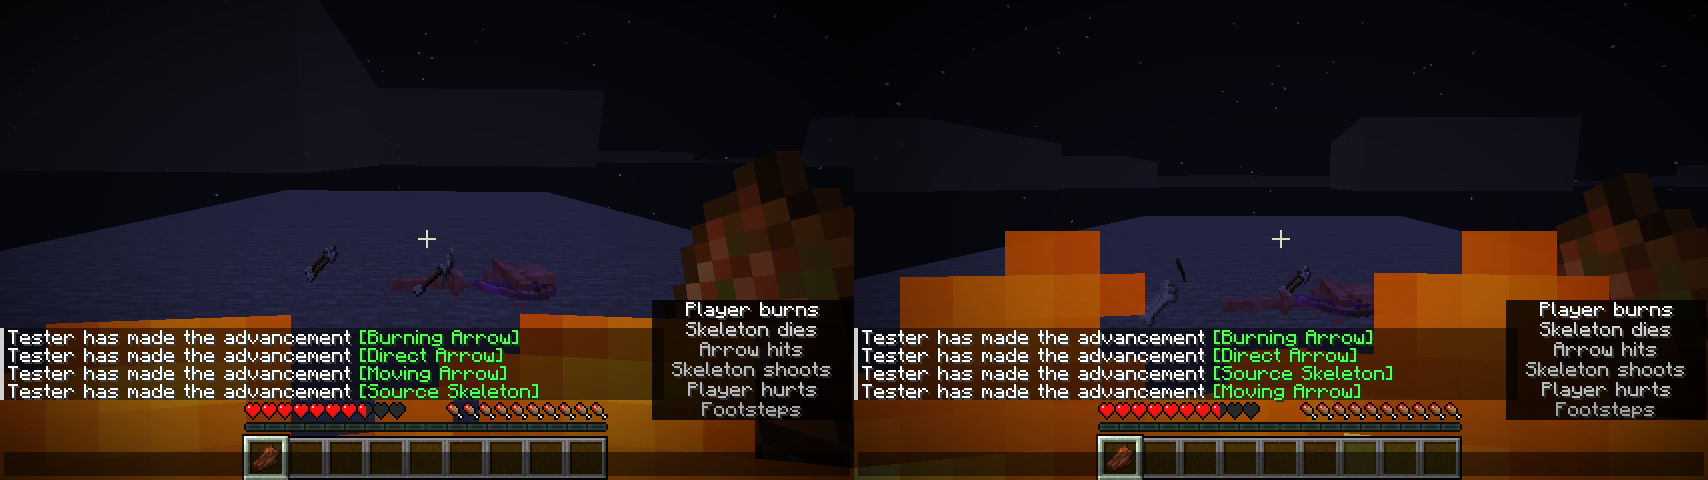 Tester has made the advancement [Burning Arrow]
Tester has made the advancement [Direct Arrow]
Tester has made the advancement [Moving Arrow]
Tester has made the advancement [Source Skeleton]
Player burns
Skeleton dies
Arrow hits
Skeleton shoots
Player hurts
Footsteps
Tester has made the advancement [Burning Arrow]
Tester has made the advancement [Direct Arrow]
Tester has made the advancement [Source Skeleton]
Tester has made the advancement [Moving Arrow]
Player burns
Skeleton dies
Arrow hits
Skeleton shoots
Player hurts
Footsteps